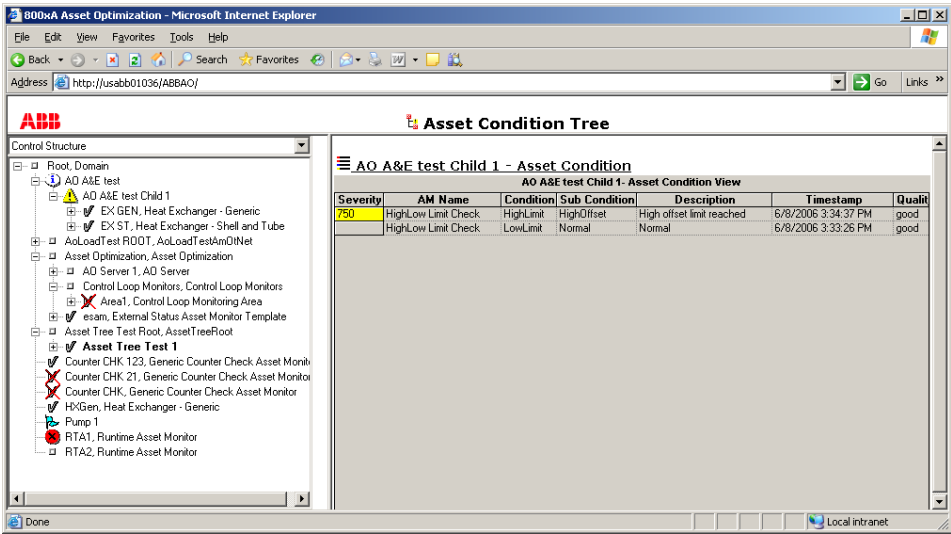 800xA Asset Optimization - Microsoft Internet Explorer
File Edit View Favorites Tools Help
Back Search Favorites
Address http://usabb01036/ABBAO/ Go Links »
ABB
Asset Condition Tree
Control Structure
Root, Domain
AO A&E test
AO A&E test Child 1
EX GEN, Heat Exchanger - Generic
EX ST, Heat Exchanger - Shell and Tube
AoLoadTest ROOT, AoLoadTestAmOtNet
Asset Optimization, Asset Optimization
AO Server 1, AO Server
Control Loop Monitors, Control Loop Monitors
Area1, Control Loop Monitoring Area
esam, External Status Asset Monitor Template
Asset Tree Test Root, AssetTreeRoot
Asset Tree Test 1
Counter CHK 123, Generic Counter Check Asset Monit
Counter CHK 21, Generic Counter Check Asset Monitor
Counter CHK, Generic Counter Check Asset Monitor
HXGen, Heat Exchanger - Generic
Pump 1
RTA1, Runtime Asset Monitor
RTA2, Runtime Asset Monitor
AO A&E test Child 1 - Asset Condition
AO A&E test Child 1- Asset Condition View
Severity AM Name Condition Sub Condition Description Timestamp Qualit
750 HighLow Limit Check HighLimit HighOffset High offset limit reached 6/8/2006 3:34:37 PM good
HighLow Limit Check LowLimit Normal Normal 6/8/2006 3:33:26 PM good
Done Local intranet